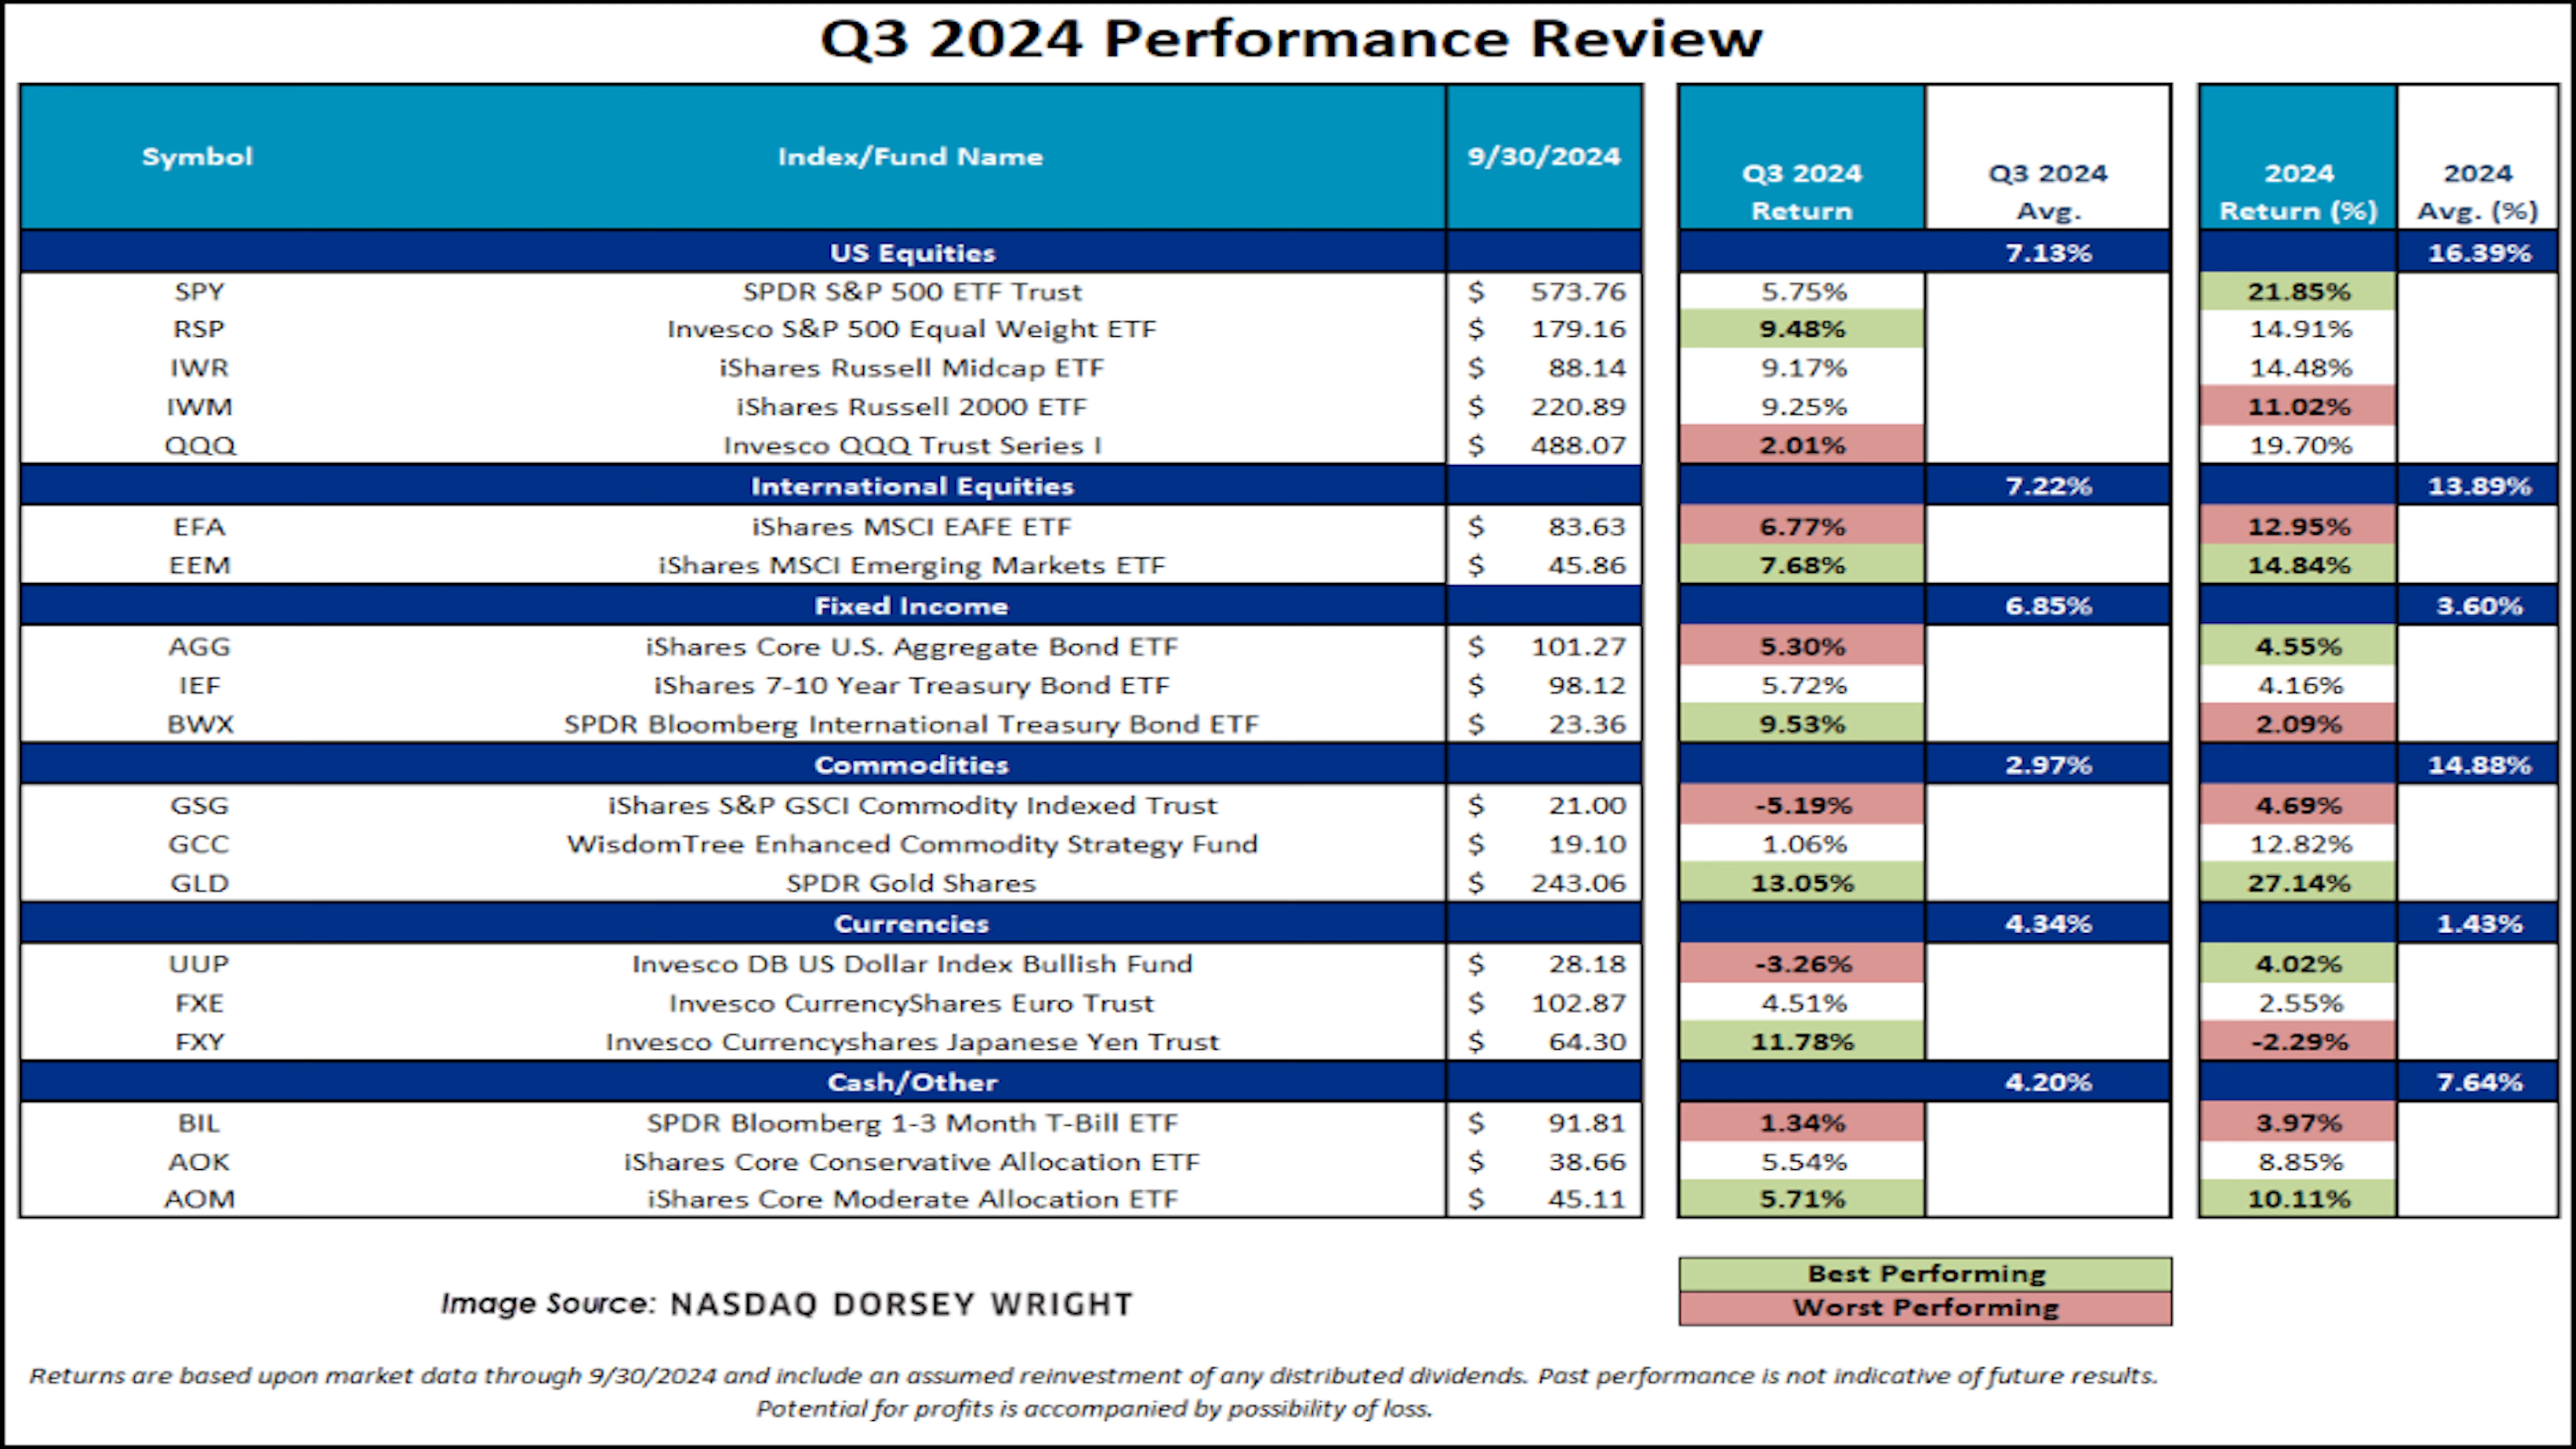 Q3 2024 Performance Review
Symbol Index/Fund Name 9/30/2024 Q3 2024 Return Q3 2024 Avg. 2024 Return (%) 2024 Avg. (%)
US Equities 7.13% 16.39%
SPY SPDR S&P 500 ETF Trust $ 573.76 5.75% 21.85%
RSP Invesco S&P 500 Equal Weight ETF $ 179.16 9.48% 14.91%
IWR iShares Russell Midcap ETF $ 88.14 9.17% 14.48%
IWM iShares Russell 2000 ETF $ 220.89 9.25% 11.02%
QQQ Invesco QQQ Trust Series I $ 488.07 2.01% 19.70%
International Equities 7.22% 13.89%
EFA iShares MSCI EAFE ETF $ 83.63 6.77% 12.95%
EEM iShares MSCI Emerging Markets ETF $ 45.86 7.68% 14.84%
Fixed Income 6.85% 3.60%
AGG iShares Core U.S. Aggregate Bond ETF $ 101.27 5.30% 4.55%
IEF iShares 7-10 Year Treasury Bond ETF $ 98.12 5.72% 4.16%
BWX SPDR Bloomberg International Treasury Bond ETF $ 23.36 9.53% 2.09%
Commodities 2.97% 14.88%
GSG iShares S&P GSCI Commodity Indexed Trust $ 21.00 -5.19% 4.69%
GCC WisdomTree Enhanced Commodity Strategy Fund $ 19.10 1.06% 12.82%
GLD SPDR Gold Shares $ 243.06 13.05% 27.14%
Currencies 4.34% 1.43%
UUP Invesco DB US Dollar Index Bullish Fund $ 28.18 -3.26% 4.02%
FXE Invesco CurrencyShares Euro Trust $ 102.87 4.51% 2.55%
FXY Invesco Currencyshares Japanese Yen Trust $ 64.30 11.78% -2.29%
Cash/Other 4.20% 7.64%
BIL SPDR Bloomberg 1-3 Month T-Bill ETF $ 91.81 1.34% 3.97%
AOK iShares Core Conservative Allocation ETF $ 38.66 5.54% 8.85%
AOM iShares Core Moderate Allocation ETF $ 45.11 5.71% 10.11%
Best Performing
Image Source: NASDAQ DORSEY WRIGHT Worst Performing
Returns are based upon market data through 9/30/2024 and include an assumed reinvestment of any distributed dividends. Past performance is not indicative of future results.
Potential for profits is accompanied by possibility of loss.